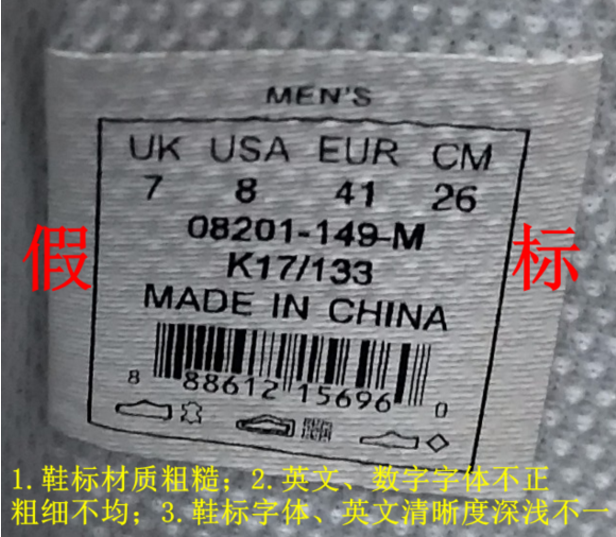 MEN'S
UK USA EUR CM
7 8 41 26
08201-149-M
K17/133
MADE IN CHINA
8 88612 15696 0
假 标
1.鞋标材质粗糙；2.英文、数字字体不正
粗细不均；3.鞋标字体、英文清晰度深浅不一